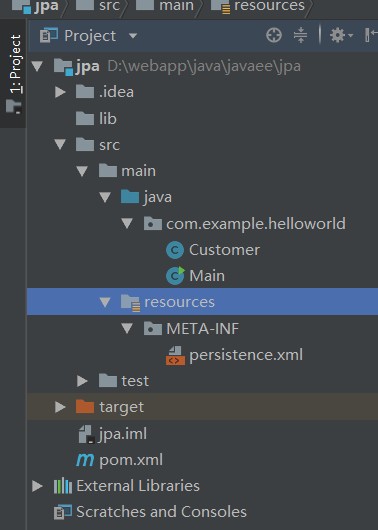 jpa src main resources
1: Project
Project
jpa D:\webapp\java\javaee\jpa
.idea
lib
src
main
java
com.example.helloworld
Customer
Main
resources
META-INF
persistence.xml
test
target
jpa.iml
pom.xml
External Libraries
Scratches and Consoles